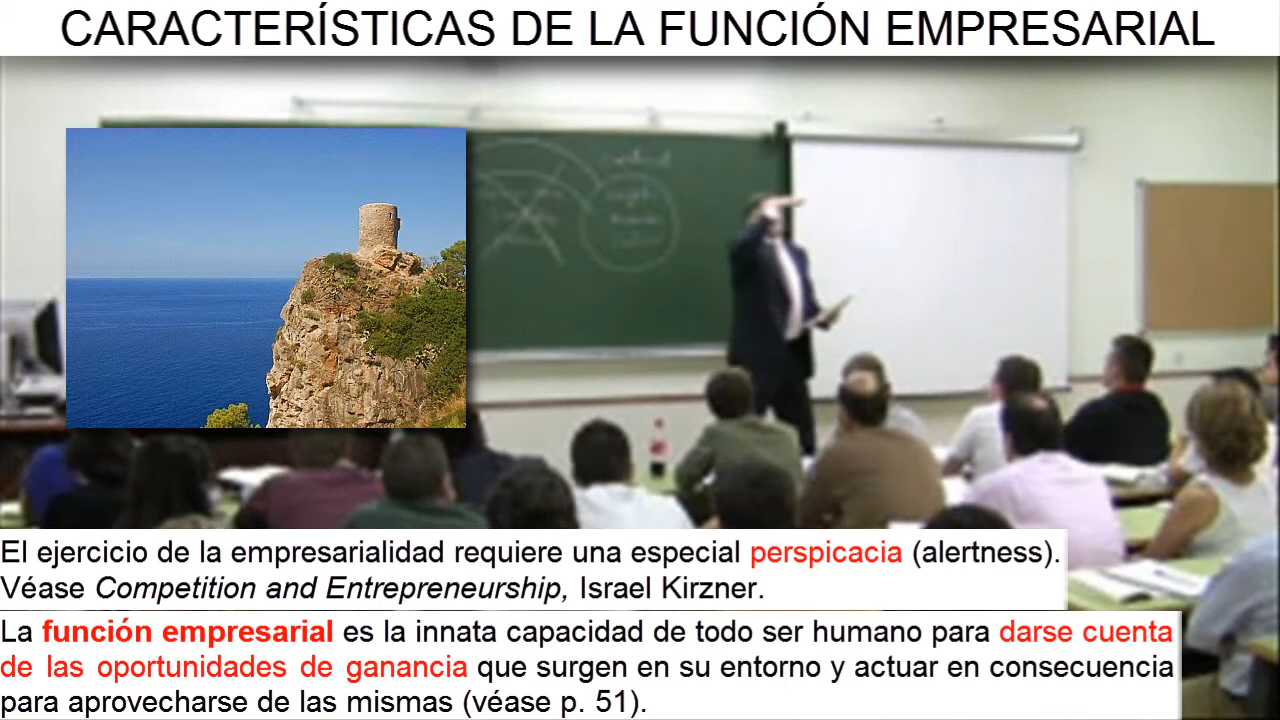 CARACTERÍSTICAS DE LA FUNCIÓN EMPRESARIAL
El ejercicio de la empresarialidad requiere una especial perspicacia (alertness).
Véase Competition and Entrepreneurship, Israel Kirzner.
La función empresarial es la innata capacidad de todo ser humano para darse cuenta
de las oportunidades de ganancia que surgen en su entorno y actuar en consecuencia
para aprovecharse de las mismas (véase p. 51).